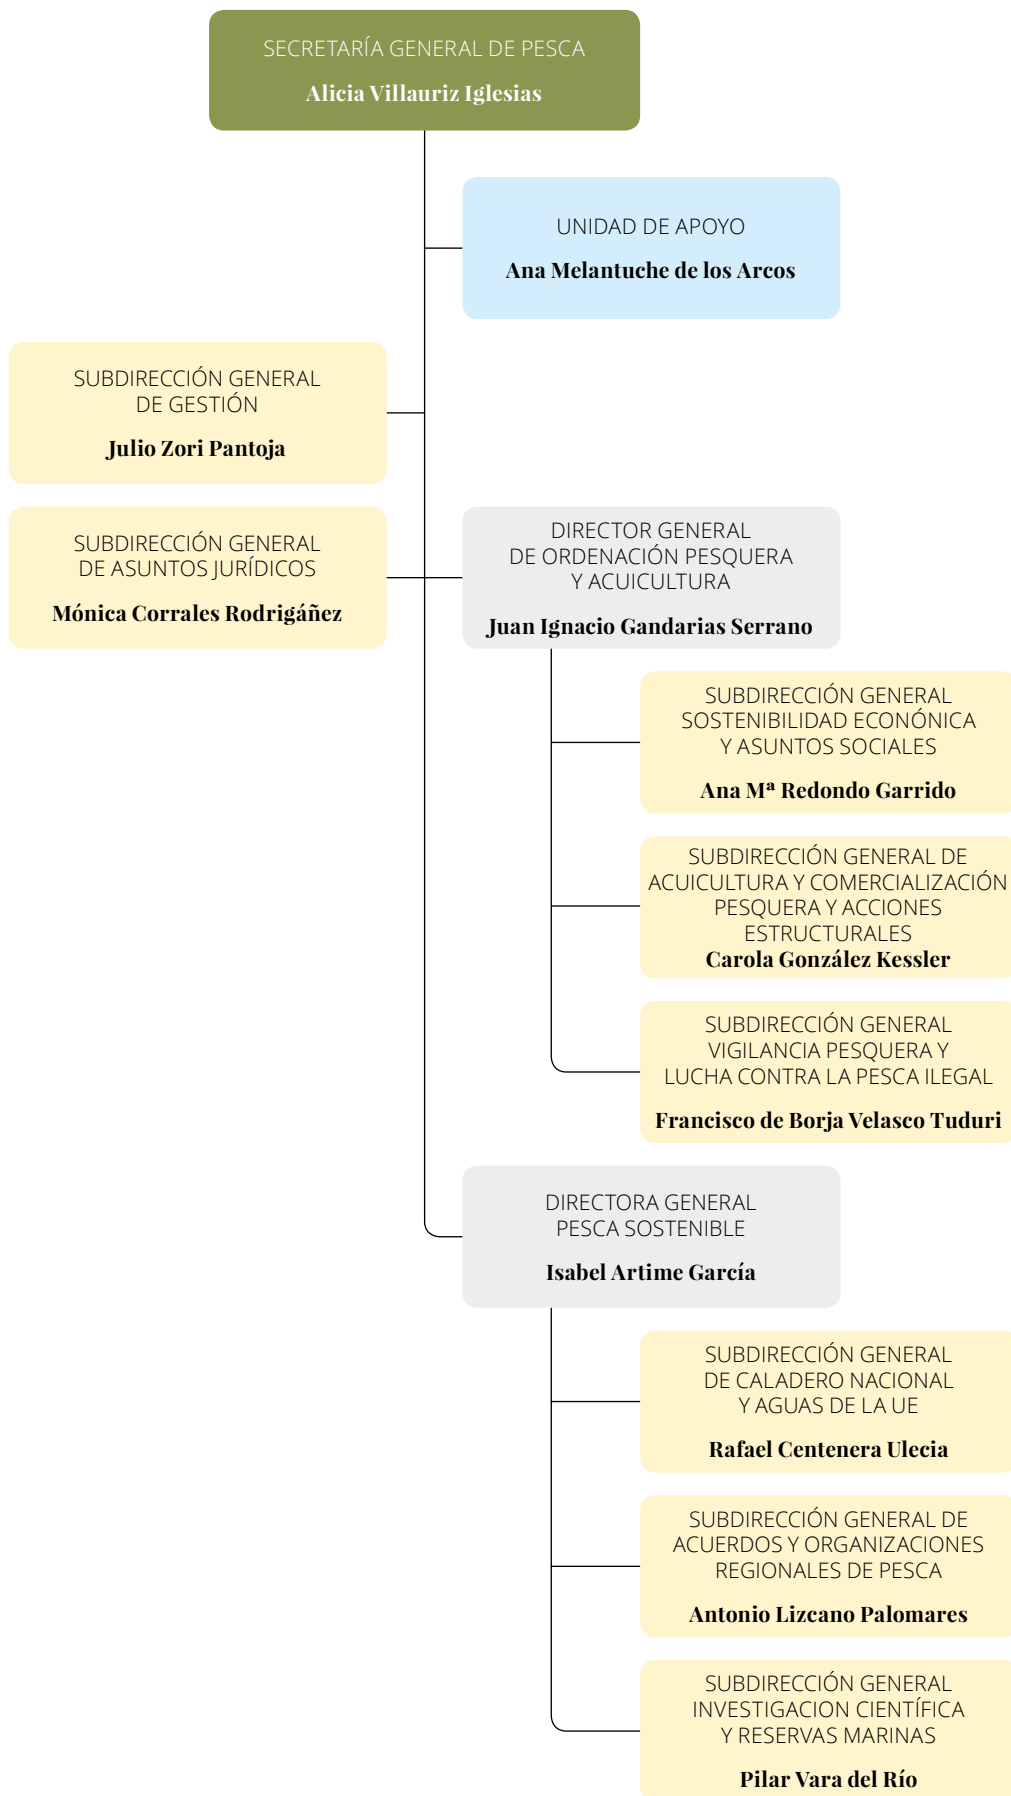 SECRETARÍA GENERAL DE PESCA
Alicia Villauriz Iglesias
UNIDAD DE APOYO
Ana Melantuche de los Arcos
SUBDIRECCIÓN GENERAL
DE GESTIÓN
Julio Zori Pantoja
SUBDIRECCIÓN GENERAL
DE ASUNTOS JURÍDICOS
Mónica Corrales Rodrigáñez
DIRECTOR GENERAL
DE ORDENACIÓN PESQUERA
Y ACUICULTURA
Juan Ignacio Gandarias Serrano
SUBDIRECCIÓN GENERAL
SOSTENIBILIDAD ECONÓMICA
Y ASUNTOS SOCIALES
Ana Mª Redondo Garrido
SUBDIRECCIÓN GENERAL DE
ACUICULTURA Y COMERCIALIZACIÓN
PESQUERA Y ACCIONES
ESTRUCTURALES
Carola González Kessler
SUBDIRECCIÓN GENERAL
VIGILANCIA PESQUERA Y
LUCHA CONTRA LA PESCA ILEGAL
Francisco de Borja Velasco Tuduri
DIRECTORA GENERAL
PESCA SOSTENIBLE
Isabel Artime García
SUBDIRECCIÓN GENERAL
DE CALADERO NACIONAL
Y AGUAS DE LA UE
Rafael Centenera Ulecia
SUBDIRECCIÓN GENERAL DE
ACUERDOS Y ORGANIZACIONES
REGIONALES DE PESCA
Antonio Lizcano Palomares
SUBDIRECCIÓN GENERAL
INVESTIGACION CIENTÍFICA
Y RESERVAS MARINAS
Pilar Vara del Río